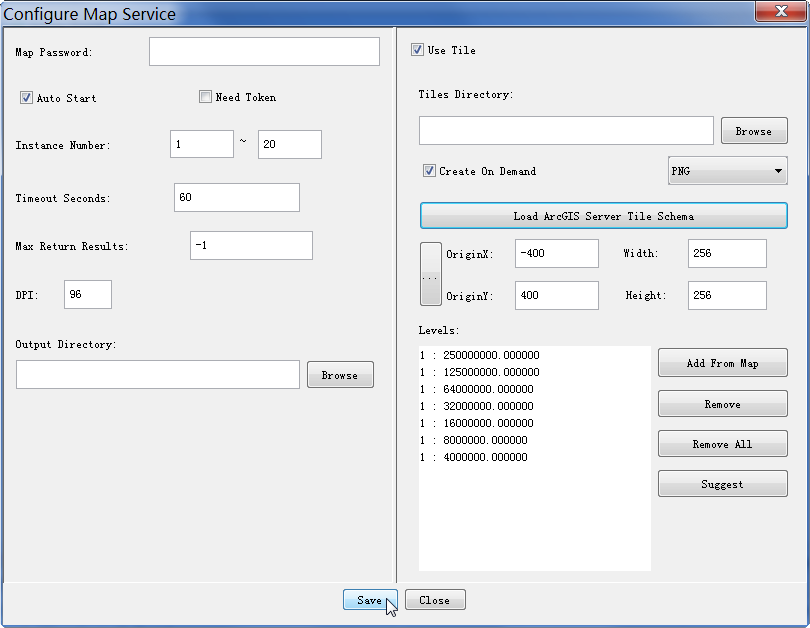 Configure Map Service
Map Password:
Auto Start
Need Token
Instance Number:
1
~
20
Timeout Seconds:
60
Max Return Results:
-1
DPI:
96
Output Directory:
Browse
Use Tile
Tiles Directory:
Browse
Create On Demand
PNG
Load ArcGIS Server Tile Schema
...
OriginX:
-400
Width:
256
OriginY:
400
Height:
256
Levels:
1 : 250000000.000000
1 : 125000000.000000
1 : 64000000.000000
1 : 32000000.000000
1 : 16000000.000000
1 : 8000000.000000
1 : 4000000.000000
Add From Map
Remove
Remove All
Suggest
Save
Close